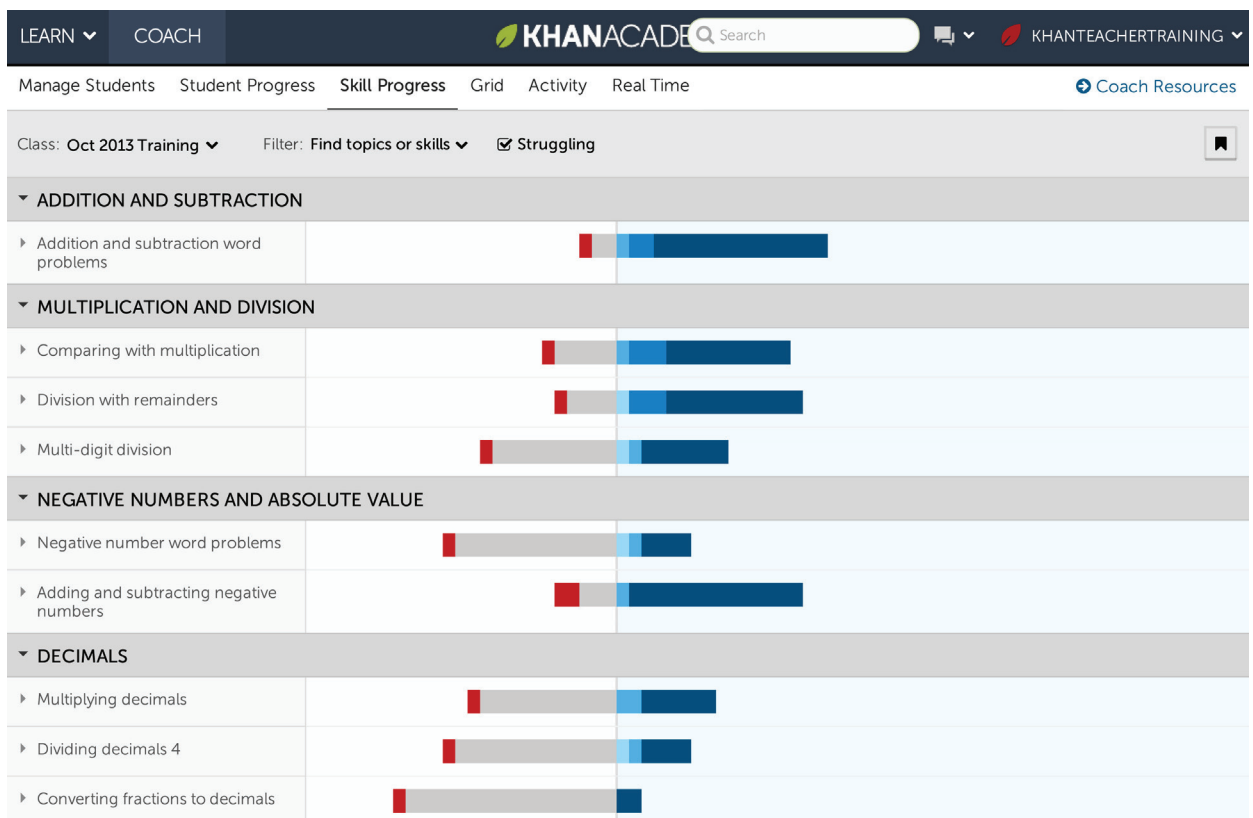 LEARN COACH KHANACADE Search KHANTEACHERTRAINING
Manage Students Student Progress Skill Progress Grid Activity Real Time Coach Resources
Class: Oct 2013 Training Filter: Find topics or skills Struggling
ADDITION AND SUBTRACTION
Addition and subtraction word
problems
MULTIPLICATION AND DIVISION
Comparing with multiplication
Division with remainders
Multi-digit division
NEGATIVE NUMBERS AND ABSOLUTE VALUE
Negative number word problems
Adding and subtracting negative
numbers
DECIMALS
Multiplying decimals
Dividing decimals 4
Converting fractions to decimals